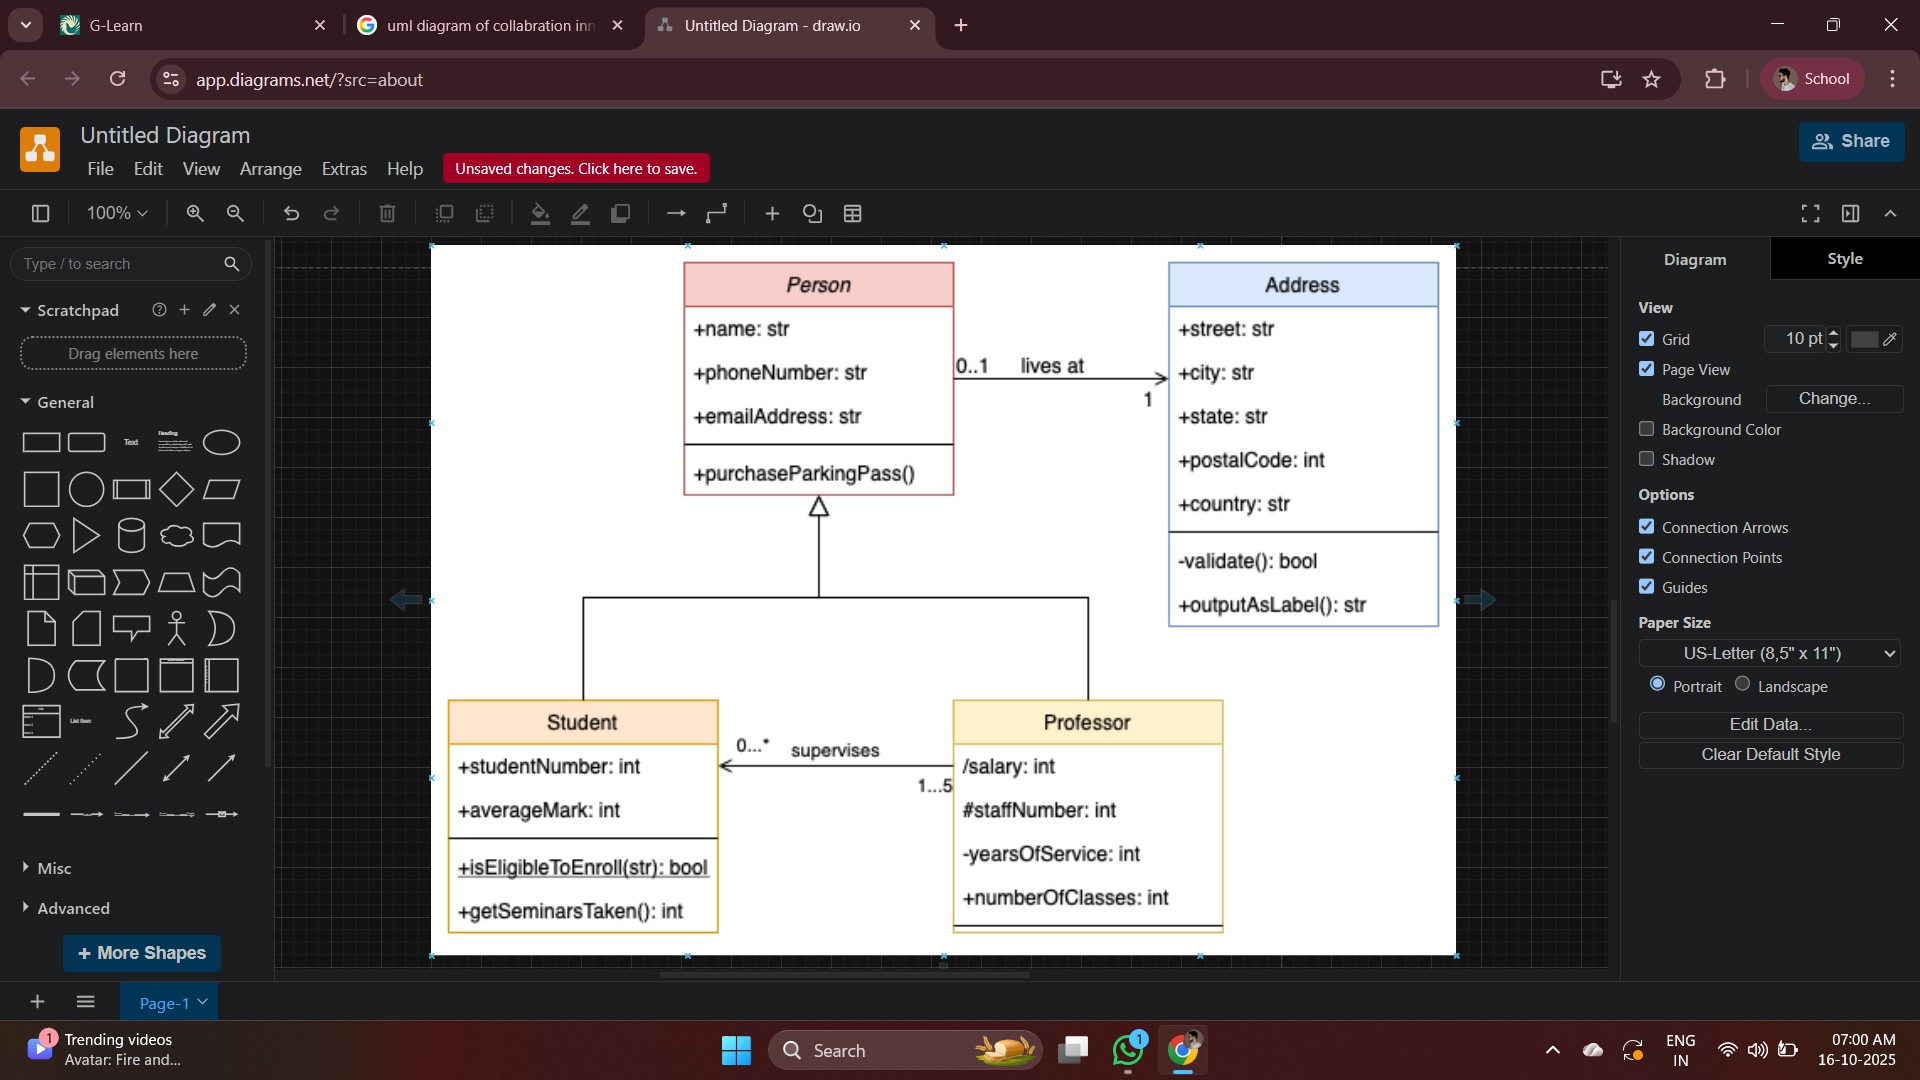 G-Learn
uml diagram of collabration inn
Untitled Diagram - draw.io
app.diagrams.net/?src=about
School
Untitled Diagram
File Edit View Arrange Extras Help
Unsaved changes. Click here to save.
Share
100%
Type / to search
Scratchpad
Drag elements here
General
Text
Heading
List Item
Misc
Advanced
+ More Shapes
Person
+name: str
+phoneNumber: str
+emailAddress: str
+purchaseParkingPass()
0..1 lives at
1
Address
+street: str
+city: str
+state: str
+postalCode: int
+country: str
-validate(): bool
+outputAsLabel(): str
Student
+studentNumber: int
+averageMark: int
+isEligibleToEnroll(str): bool
+getSeminarsTaken(): int
0...* supervises
1...5
Professor
/salary: int
#staffNumber: int
-yearsOfService: int
+numberOfClasses: int
Diagram
Style
View
Grid
10 pt
Page View
Background
Change...
Background Color
Shadow
Options
Connection Arrows
Connection Points
Guides
Paper Size
US-Letter (8,5" x 11")
Portrait Landscape
Edit Data...
Clear Default Style
Page-1
1
Trending videos
Avatar: Fire and...
Search
1
ENG
IN
07:00 AM
16-10-2025